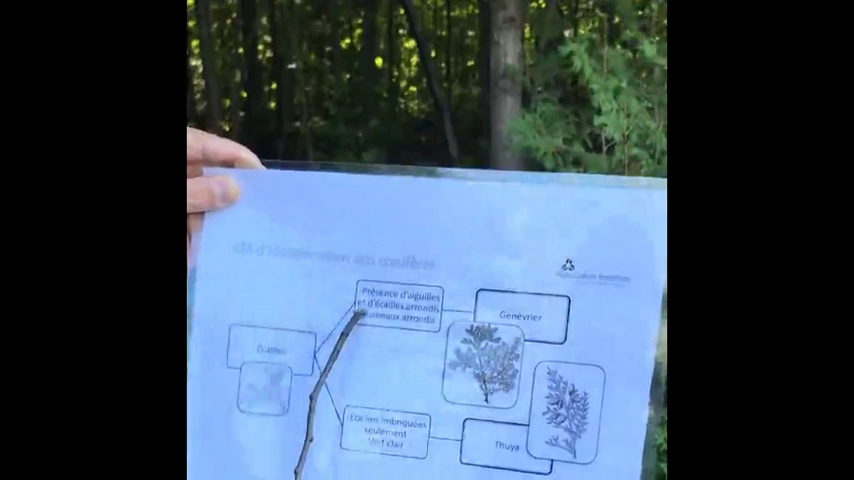 Présence d'aiguilles
et d'écailles arrondis
rameaux arrondis
Genévrier
Écailles
Écailles imbriquées
seulement
Vert clair
Thuya